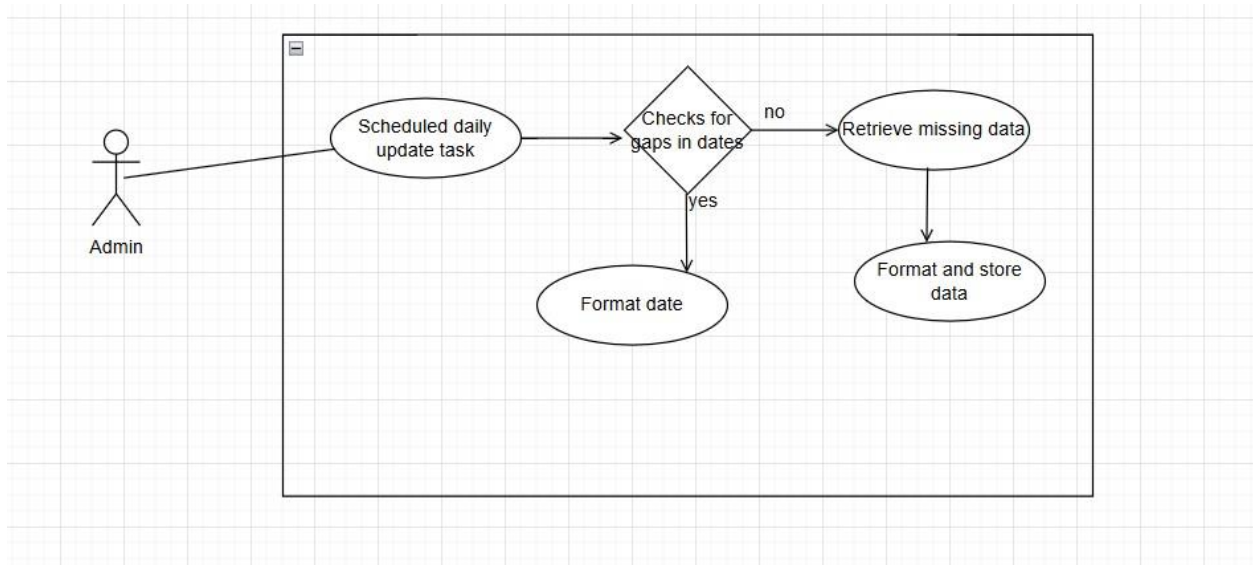 Scheduled daily
update task
Checks for
gaps in dates
no
Retrieve missing data
yes
Admin
Format and store
data
Format date